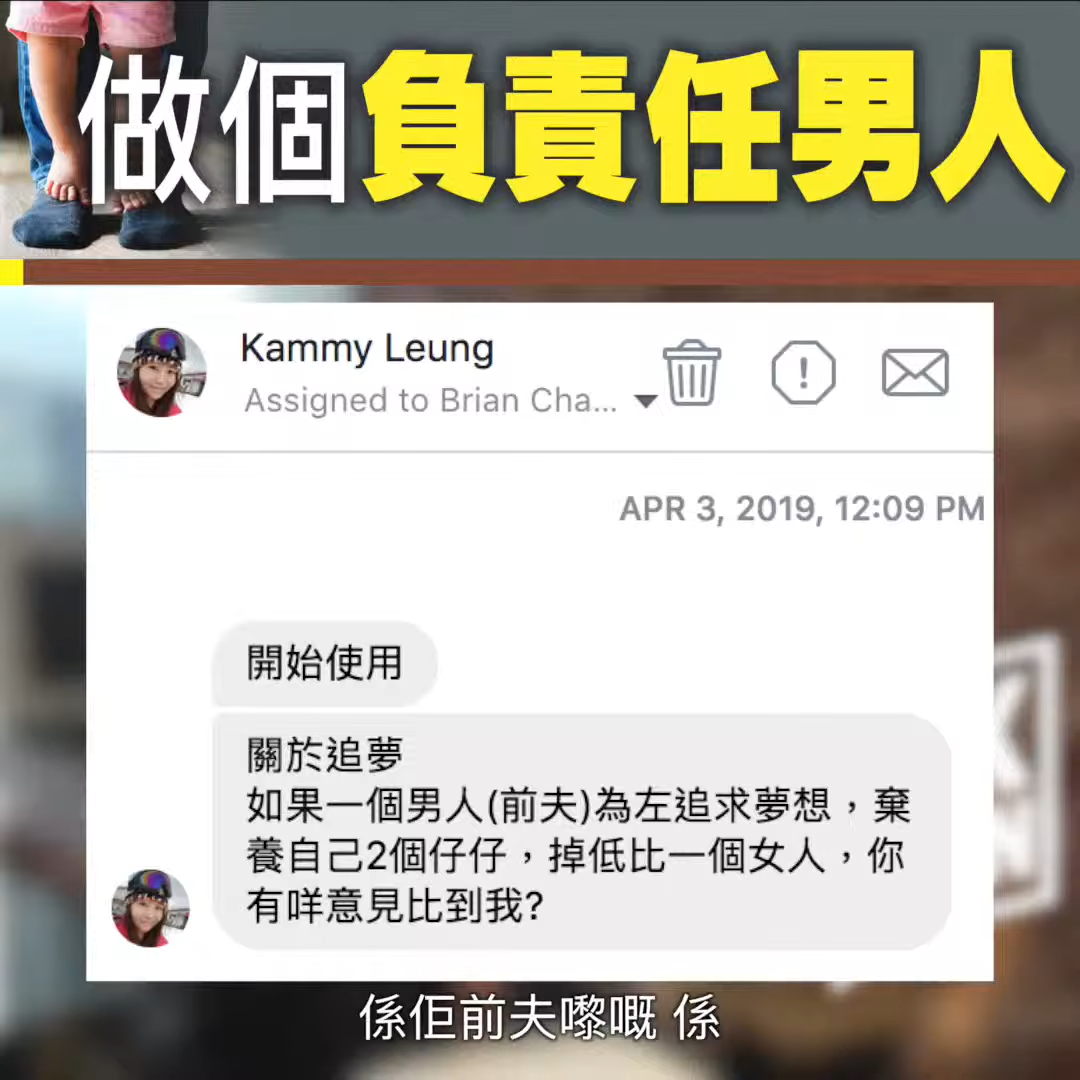 做個負責任男人
Kammy Leung
Assigned to Brian Cha...
APR 3, 2019, 12:09 PM
開始使用
關於追夢
如果一個男人(前夫)為左追求夢想，棄
養自己2個仔仔，掉低比一個女人，你
有咩意見比到我?
係佢前夫嚟嘅 係